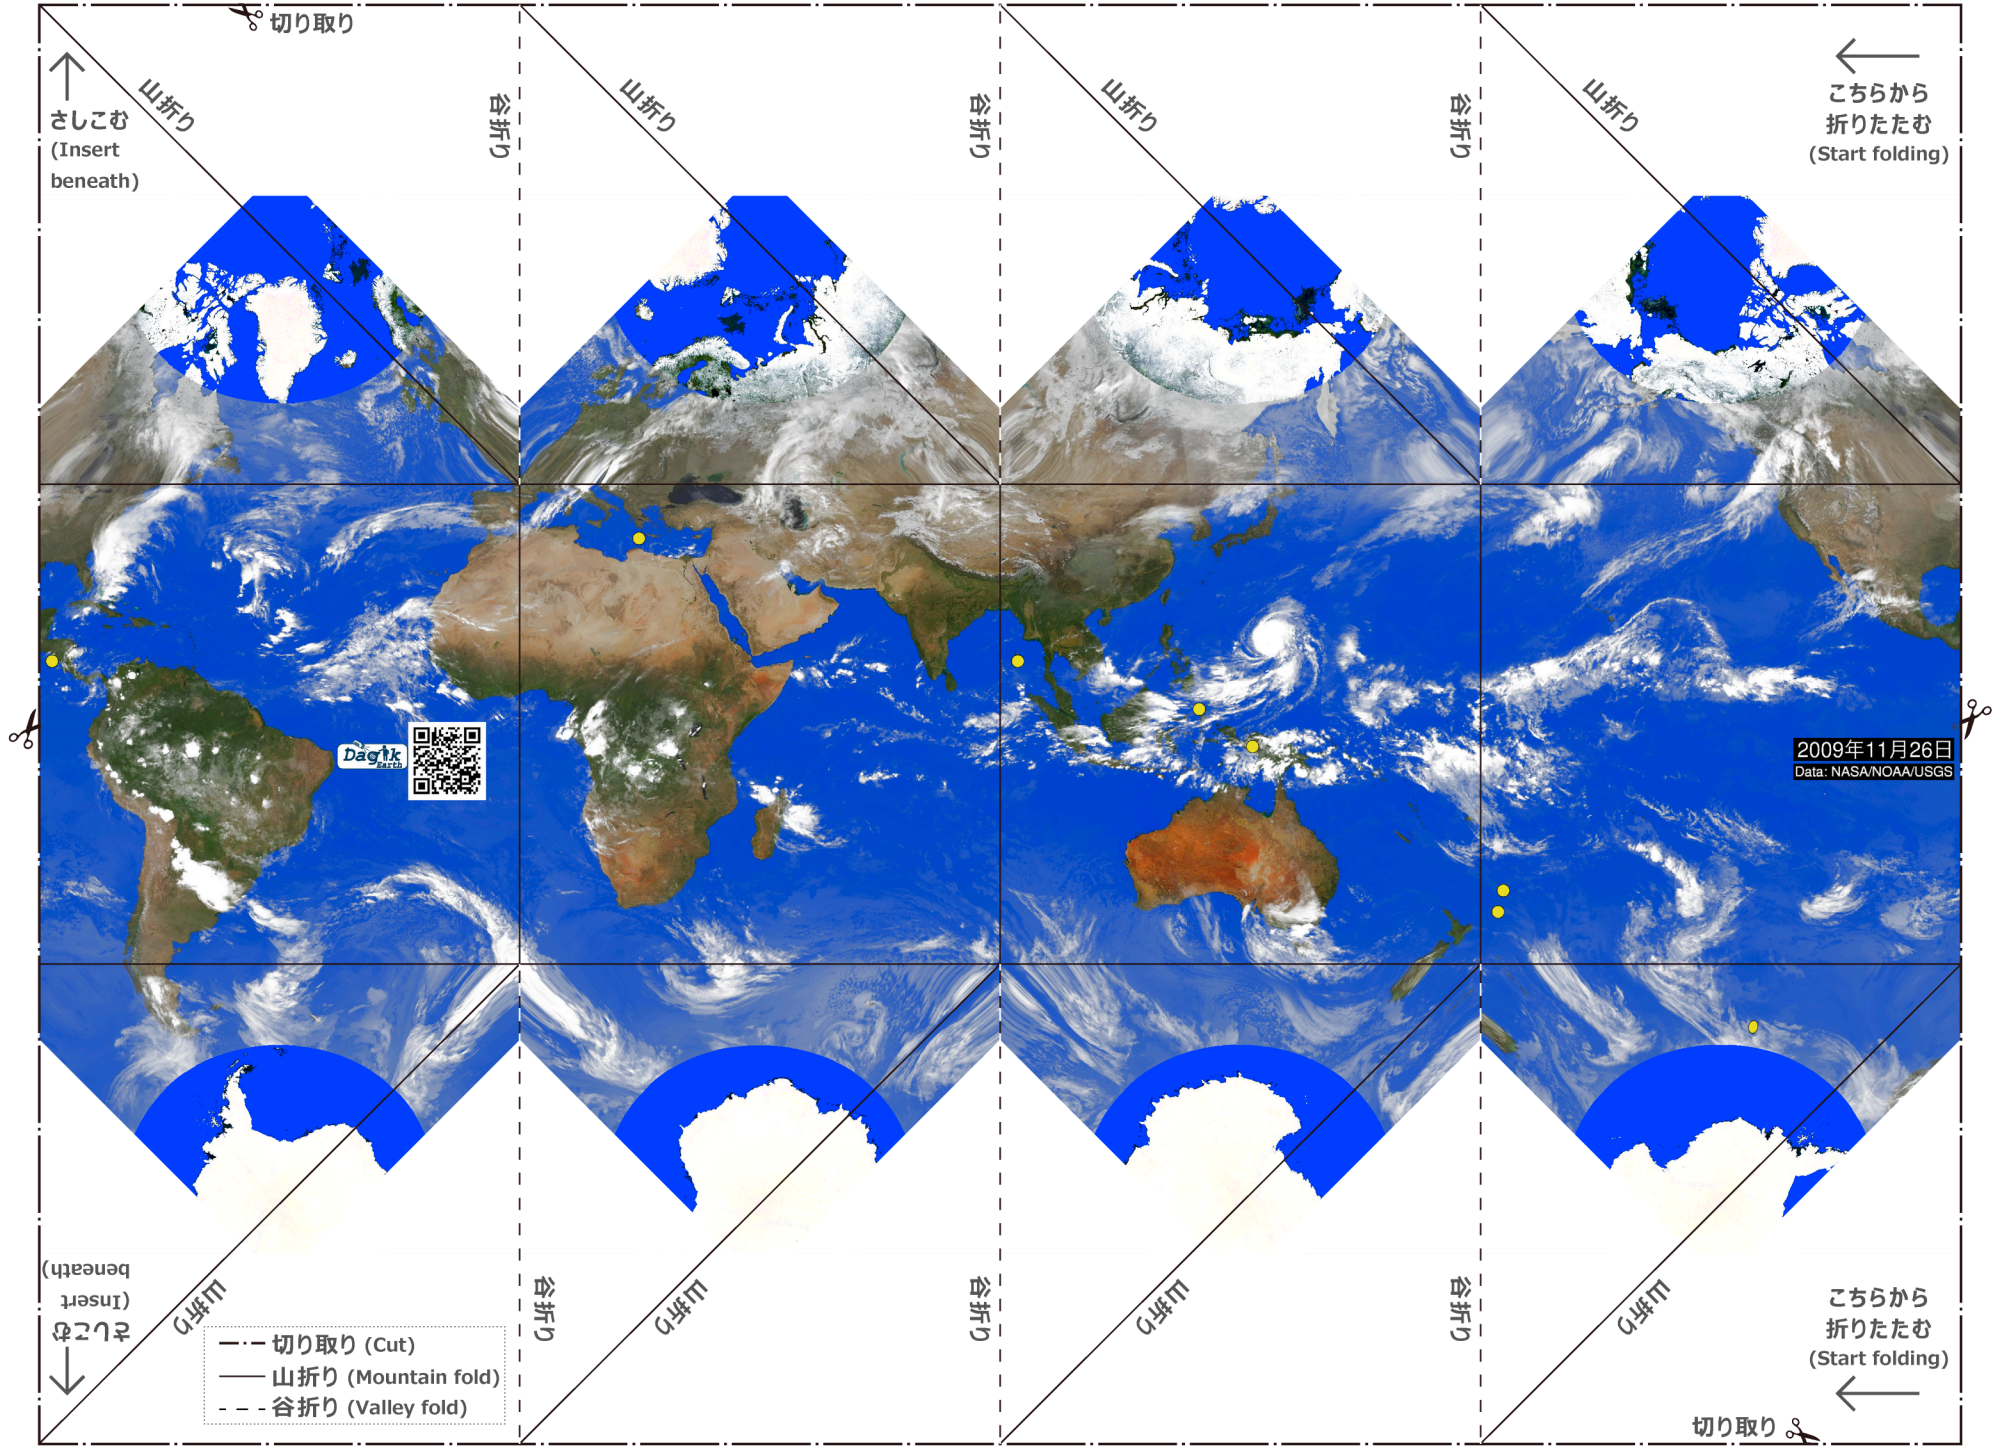 切り取り
さしこむ
(Insert
beneath)
山折り
谷折り
山折り
谷折り
山折り
谷折り
山折り
こちらから
折りたたむ
(Start folding)
Dagik
Earth
2009年11月26日
Data: NASA/NOAA/USGS
さしこむ
(Insert
beneath)
山折り
谷折り
山折り
谷折り
山折り
谷折り
山折り
こちらから
折りたたむ
(Start folding)
切り取り (Cut)
山折り (Mountain fold)
谷折り (Valley fold)
切り取り